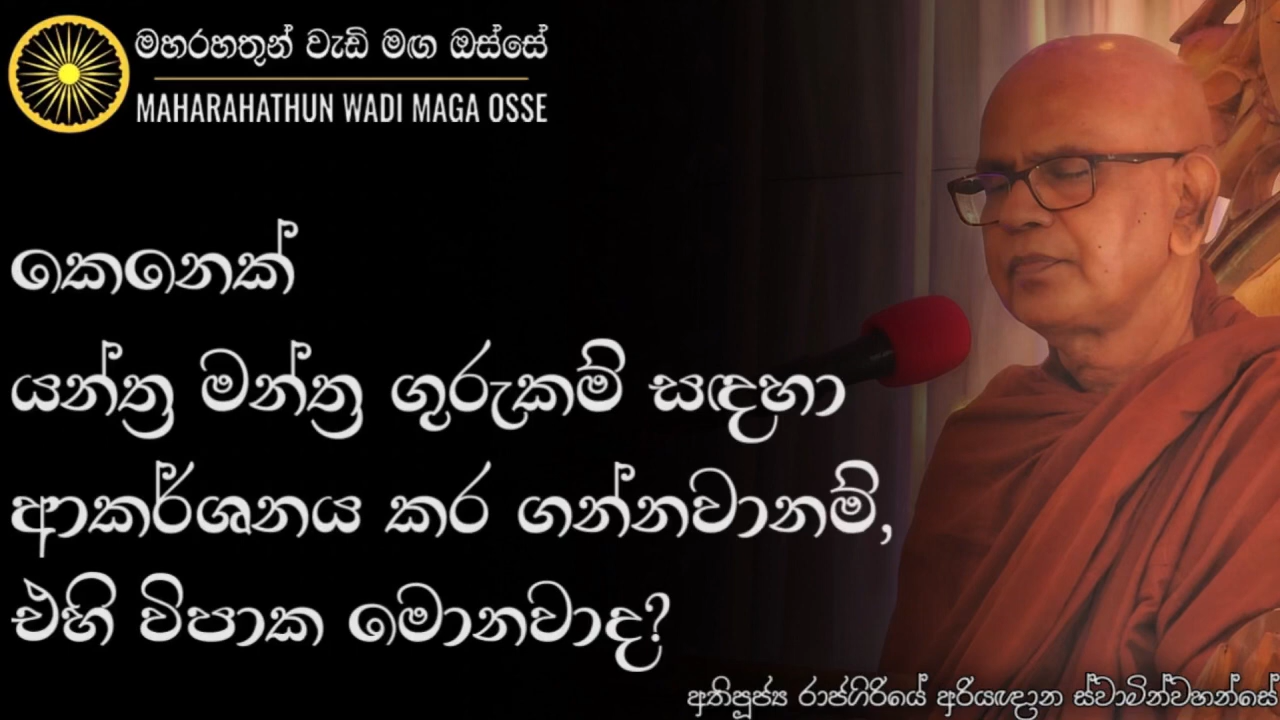 මහරහතුන් වැඩි මඟ ඔස්සේ
MAHARAHATHUN WADI MAGA OSSE
කෙනෙක්
යන්ත්‍ර මන්ත්‍ර ගුරුකම් සඳහා
ආකර්ශනය කර ගන්නවානම්,
එහි විපාක මොනවාද?
අතිපූජ්‍ය රාජගිරියේ අරියඥාන ස්වාමින්වහන්සේ